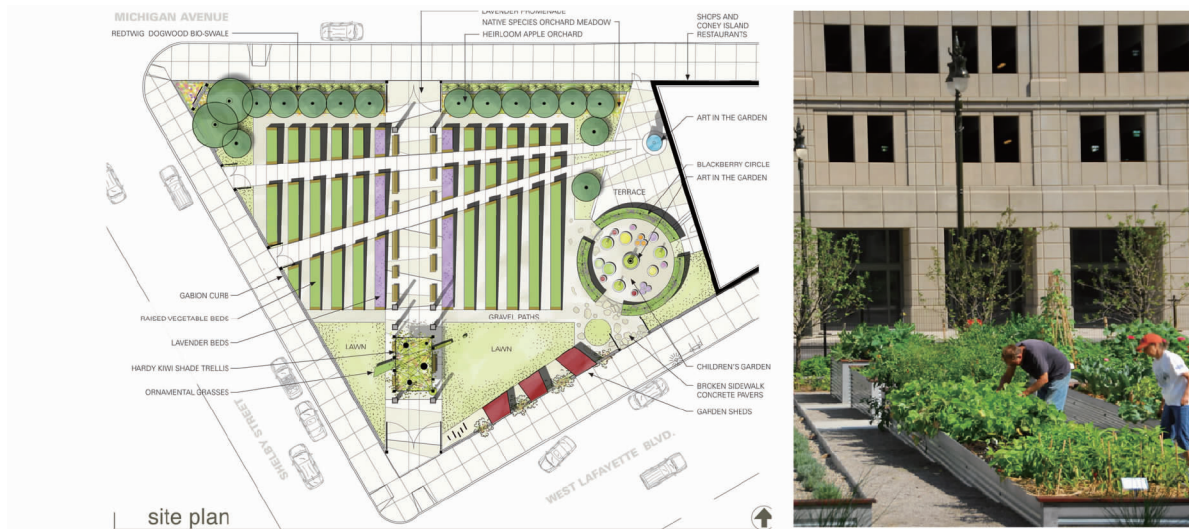 MICHIGAN AVENUE
REDTWIG DOGWOOD BIO-SWALE
LAVENDER PROMENADE
NATIVE SPECIES ORCHARD MEADOW
HEIRLOOM APPLE ORCHARD
SHOPS AND
CONEY ISLAND
RESTAURANTS
ART IN THE GARDEN
BLACKBERRY CIRCLE
ART IN THE GARDEN
TERRACE
GABION CURB
RAISED VEGETABLE BEDS
GRAVEL PATHS
LAVENDER BEDS
LAWN
LAWN
HARDY KIWI SHADE TRELLIS
CHILDREN'S GARDEN
ORNAMENTAL GRASSES
BROKEN SIDEWALK
CONCRETE PAVERS
GARDEN SHEDS
SHELBY STREET
WEST LAFAYETTE BLVD.
site plan